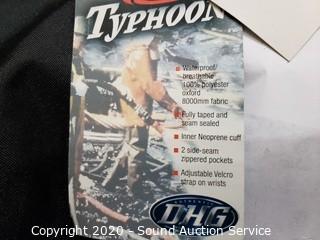 TYPHOON
Waterproof/
breathable
100% polyester
oxford
8000mm fabric
Fully taped and
seam sealed
Inner Neoprene cuff
2 side-seam
zippered pockets
Adjustable Velcro
strap on wrists
AUTHENTIC
DHG
Copyright 2020 - Sound Auction Service